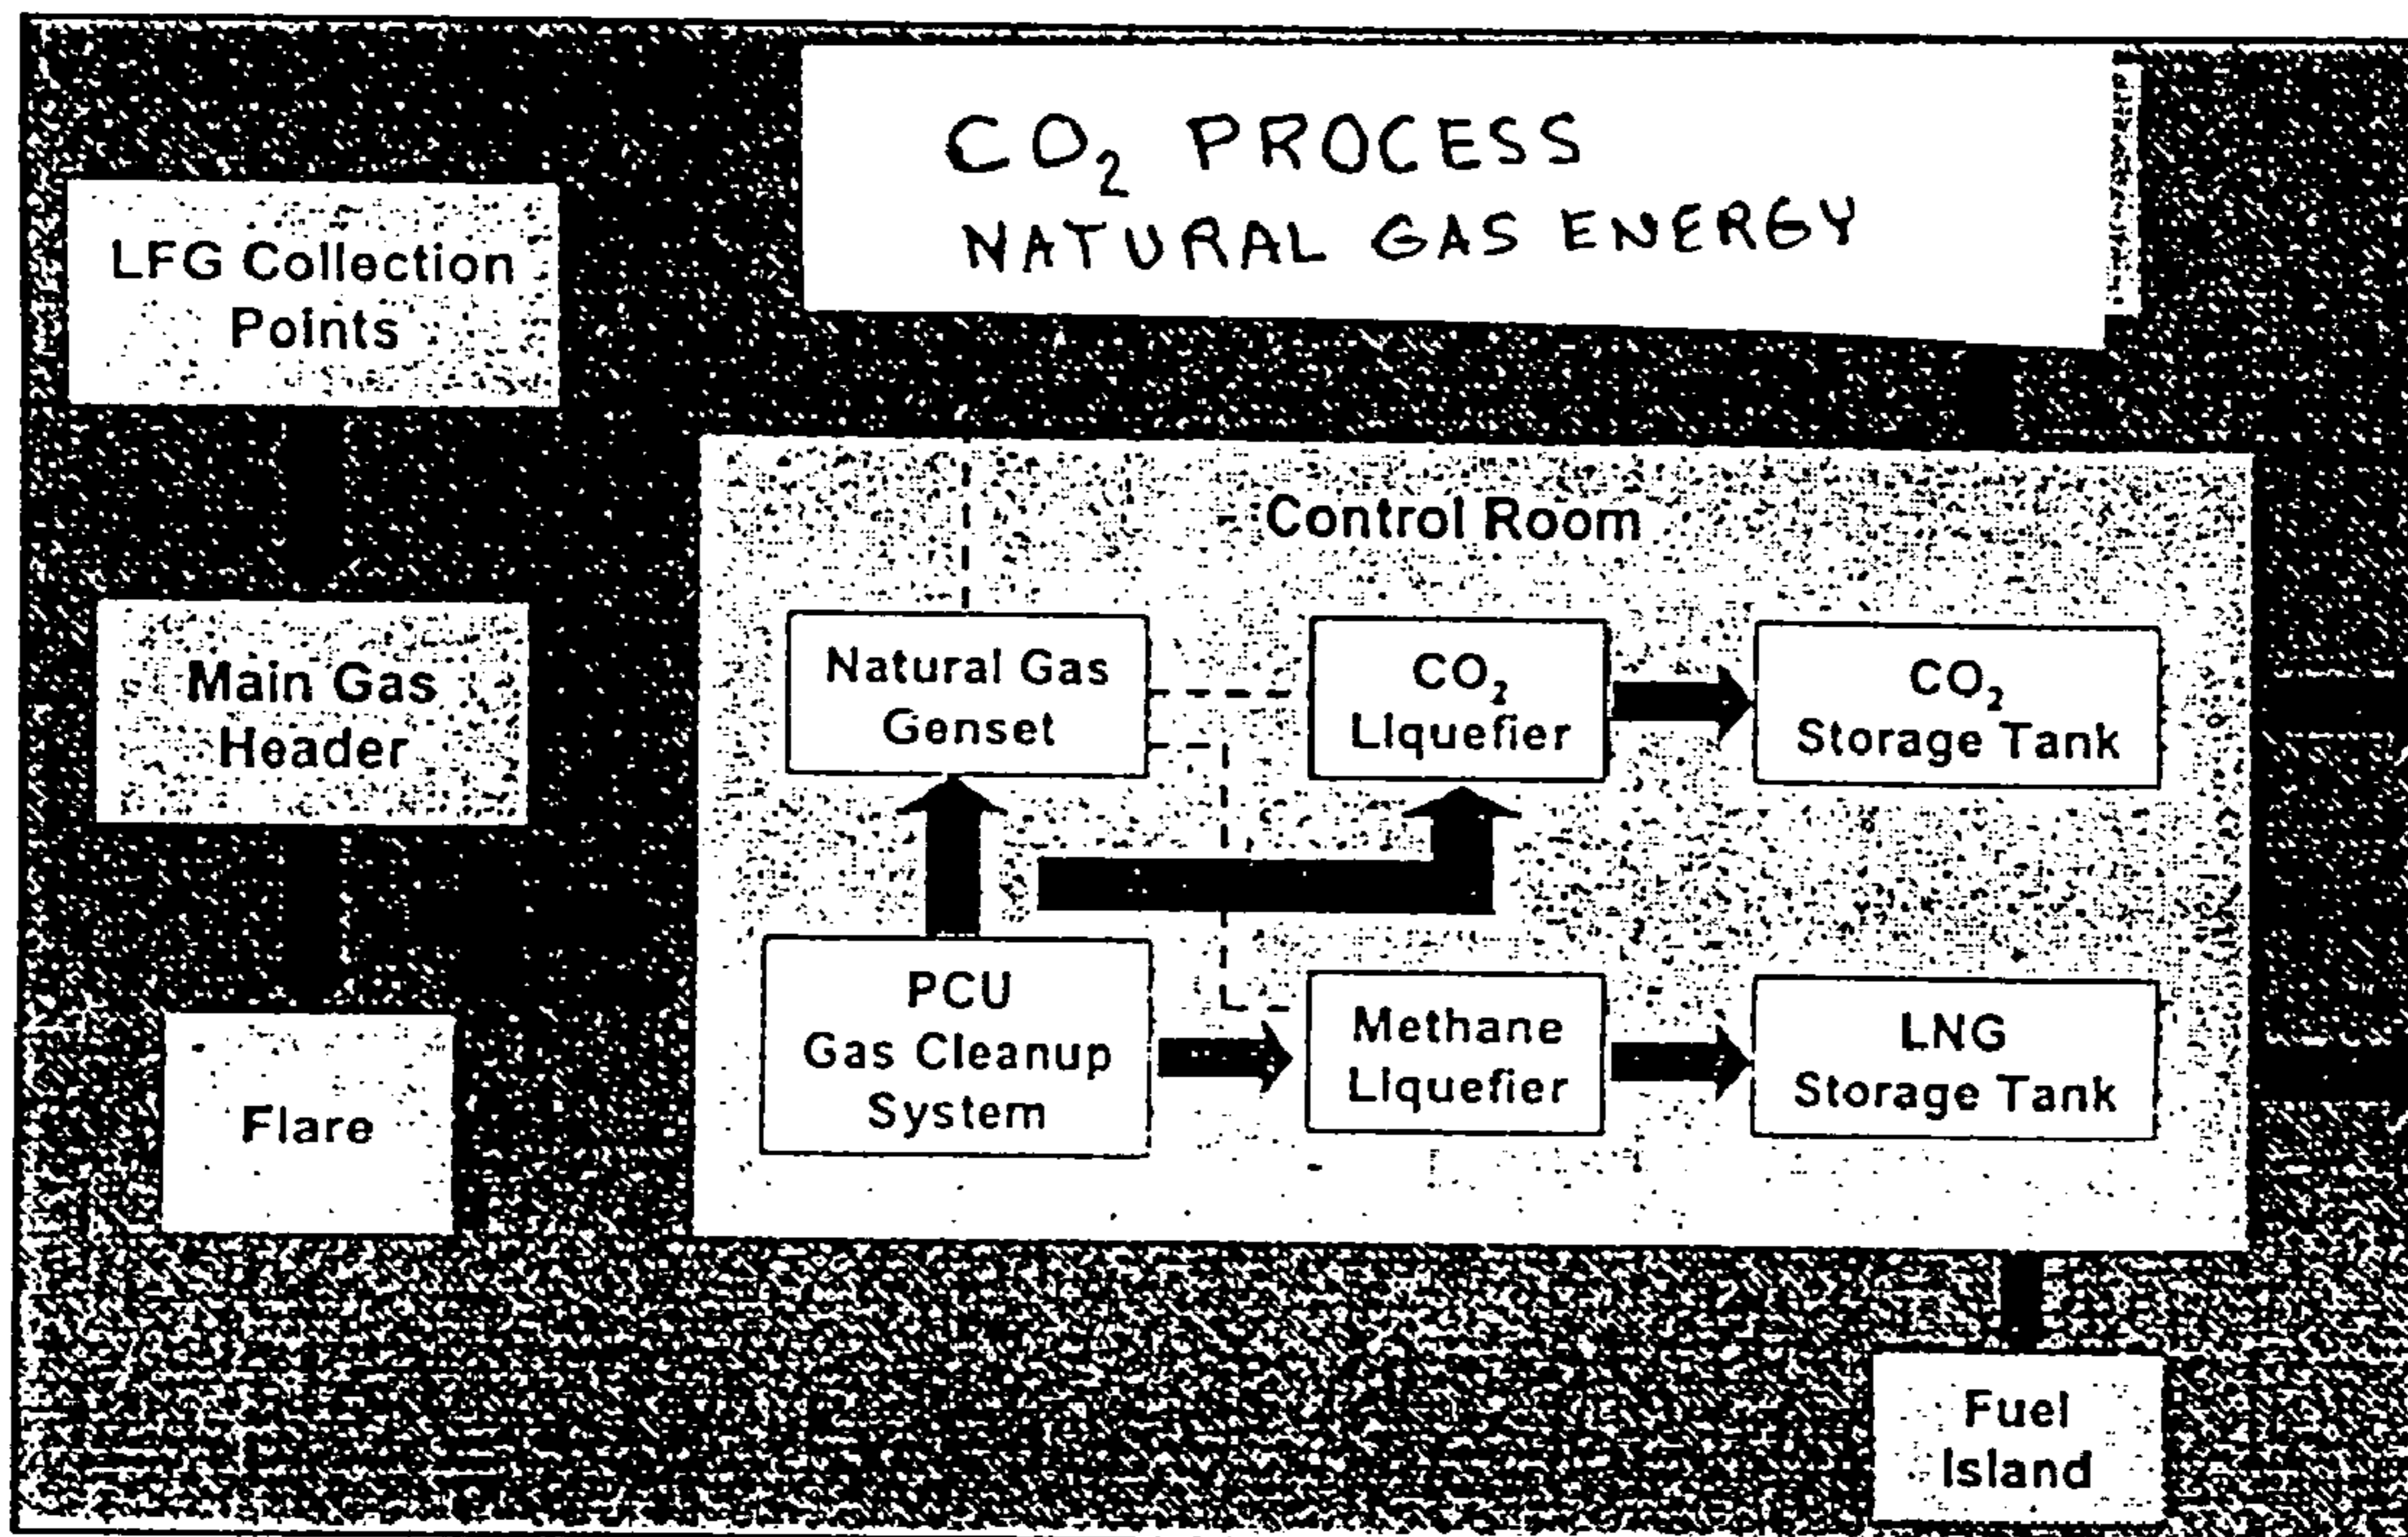 CO₂ PROCESS
NATURAL GAS ENERGY
LFG Collection
Points
Main Gas
Header
Flare
Control Room
Natural Gas
Genset
CO₂
Liquefier
CO₂
Storage Tank
PCU
Gas Cleanup
System
Methane
Liquefier
LNG
Storage Tank
Fuel
Island